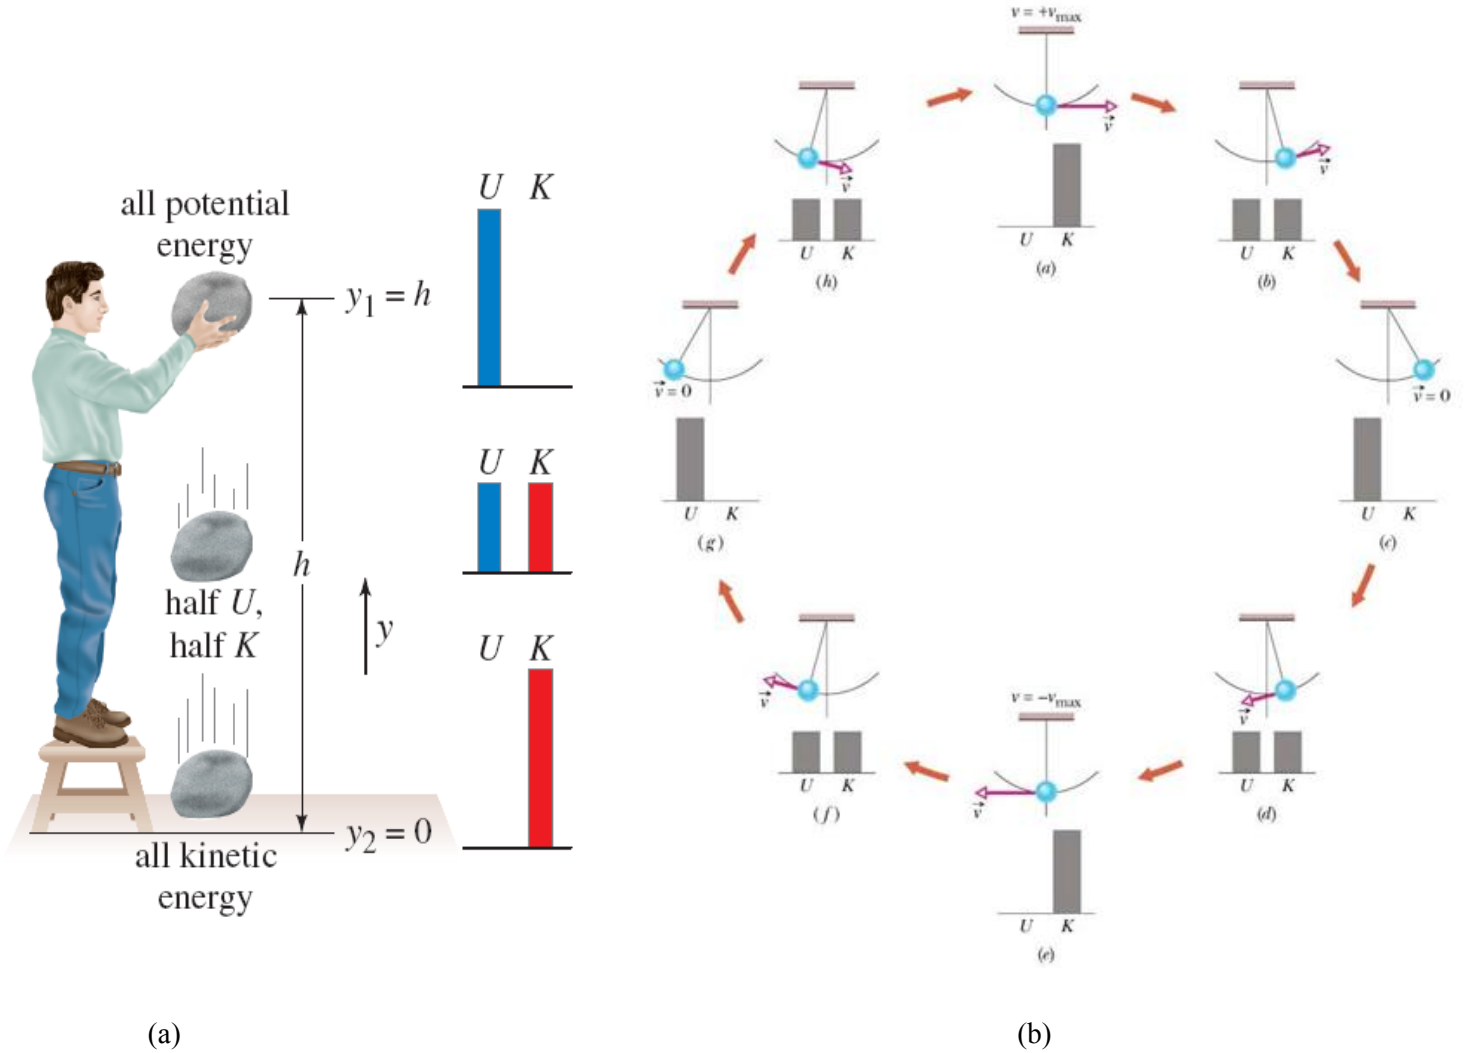 all potential
energy
y₁ = h
U K
U K
h
half U,
half K
y
U K
y₂ = 0
all kinetic
energy
(a)
v = +vmax
v⃗
U K
(a)
v⃗
U K
(b)
v⃗ = 0
U K
(c)
v⃗
U K
(d)
v = −vmax
v⃗
U K
(e)
v⃗
U K
(f)
v⃗ = 0
U K
(g)
v⃗
U K
(h)
(b)